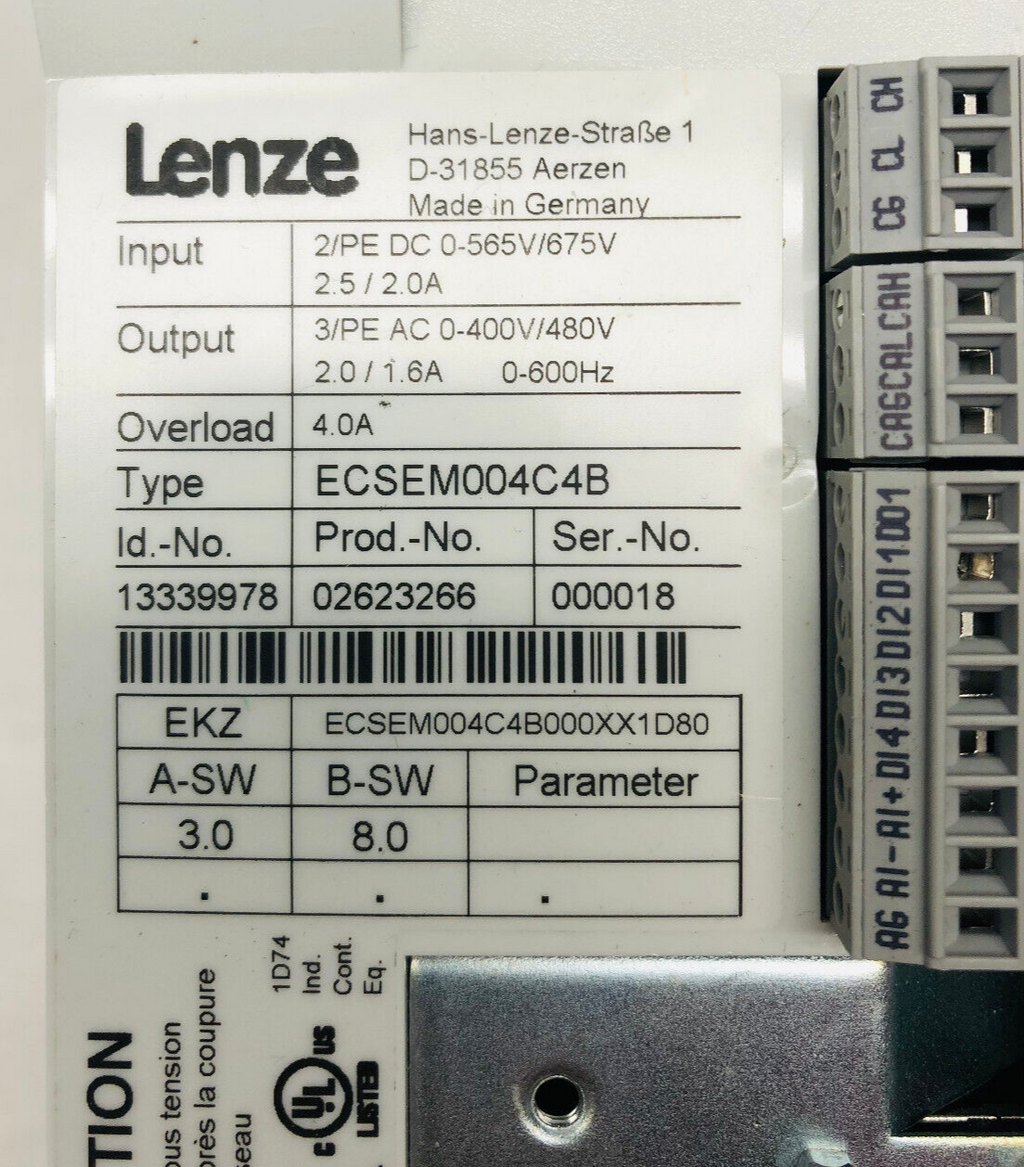 Lenze
Hans-Lenze-Straße 1
D-31855 Aerzen
Made in Germany
Input
2/PE DC 0-565V/675V
2.5 / 2.0A
Output
3/PE AC 0-400V/480V
2.0 / 1.6A 0-600Hz
Overload 4.0A
Type ECSEM004C4B
Id.-No. Prod.-No. Ser.-No.
13339978 02623266 000018
EKZ ECSEM004C4B000XX1D80
A-SW B-SW Parameter
3.0 8.0
. . .
1D74
Ind.
Cont.
Eq.
c UL US
LISTED
TION
ous tension
près la coupure
seau
CG CL CH
CAG CAL CAH
AG AI- AI+ DI4 DI3 DI2 DI1 DO1